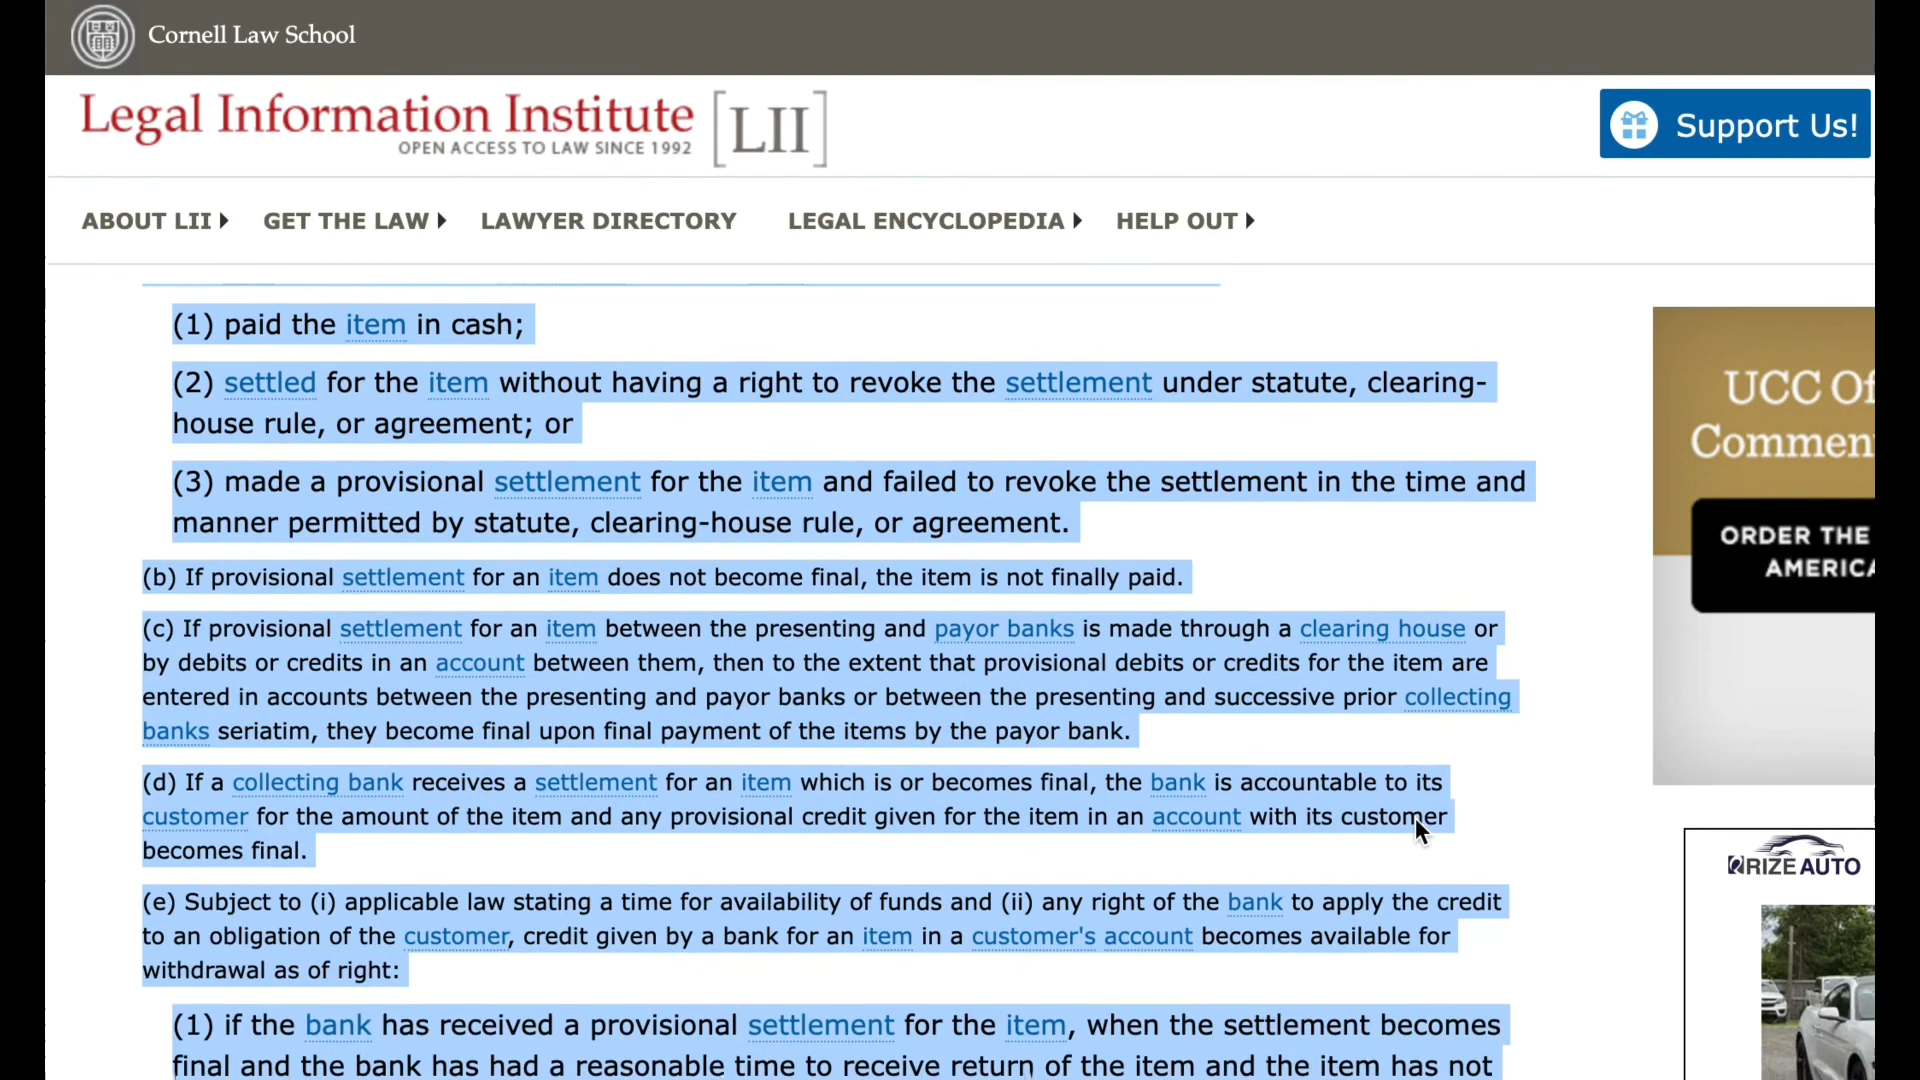 Cornell Law School
Legal Information Institute [LII]
OPEN ACCESS TO LAW SINCE 1992
Support Us!
ABOUT LII GET THE LAW LAWYER DIRECTORY LEGAL ENCYCLOPEDIA HELP OUT
(1) paid the item in cash;
(2) settled for the item without having a right to revoke the settlement under statute, clearing-
house rule, or agreement; or
(3) made a provisional settlement for the item and failed to revoke the settlement in the time and
manner permitted by statute, clearing-house rule, or agreement.
(b) If provisional settlement for an item does not become final, the item is not finally paid.
(c) If provisional settlement for an item between the presenting and payor banks is made through a clearing house or
by debits or credits in an account between them, then to the extent that provisional debits or credits for the item are
entered in accounts between the presenting and payor banks or between the presenting and successive prior collecting
banks seriatim, they become final upon final payment of the items by the payor bank.
(d) If a collecting bank receives a settlement for an item which is or becomes final, the bank is accountable to its
customer for the amount of the item and any provisional credit given for the item in an account with its customer
becomes final.
(e) Subject to (i) applicable law stating a time for availability of funds and (ii) any right of the bank to apply the credit
to an obligation of the customer, credit given by a bank for an item in a customer's account becomes available for
withdrawal as of right:
(1) if the bank has received a provisional settlement for the item, when the settlement becomes
final and the bank has had a reasonable time to receive return of the item and the item has not
UCC Of
Commen
ORDER THE
AMERICA
RIZE AUTO